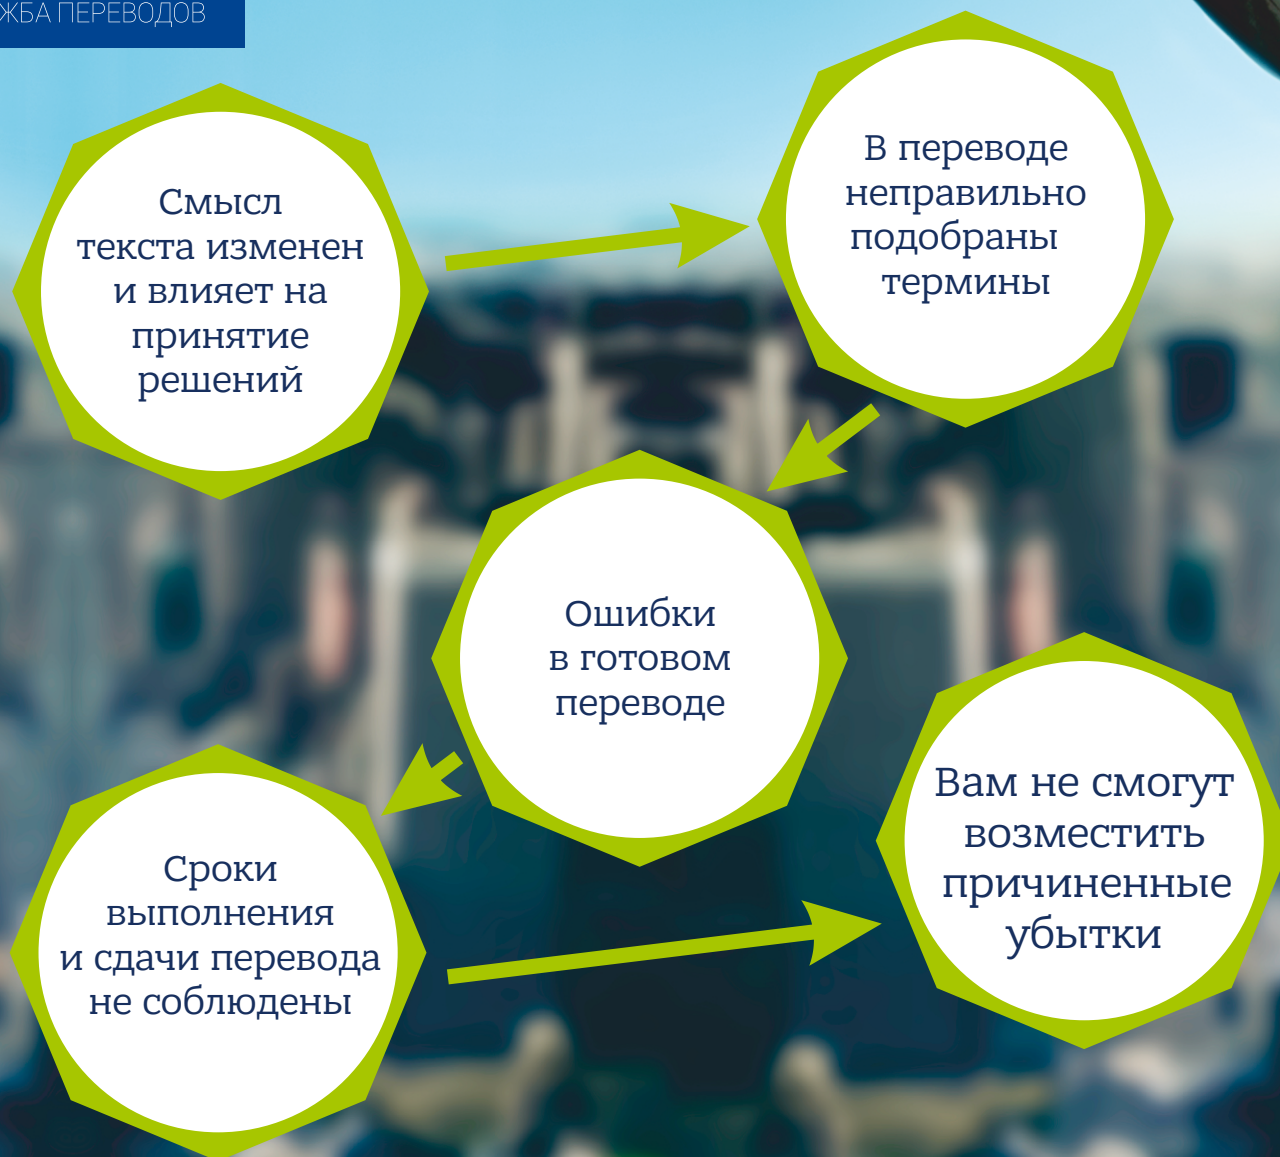 ПЕРЕВОДОВ
Смысл
текста изменен
и влияет на
принятие
решений
В переводе
неправильно
подобраны
термины
Ошибки
в готовом
переводе
Сроки
выполнения
и сдачи перевода
не соблюдены
Вам не смогут
возместить
причиненные
убытки